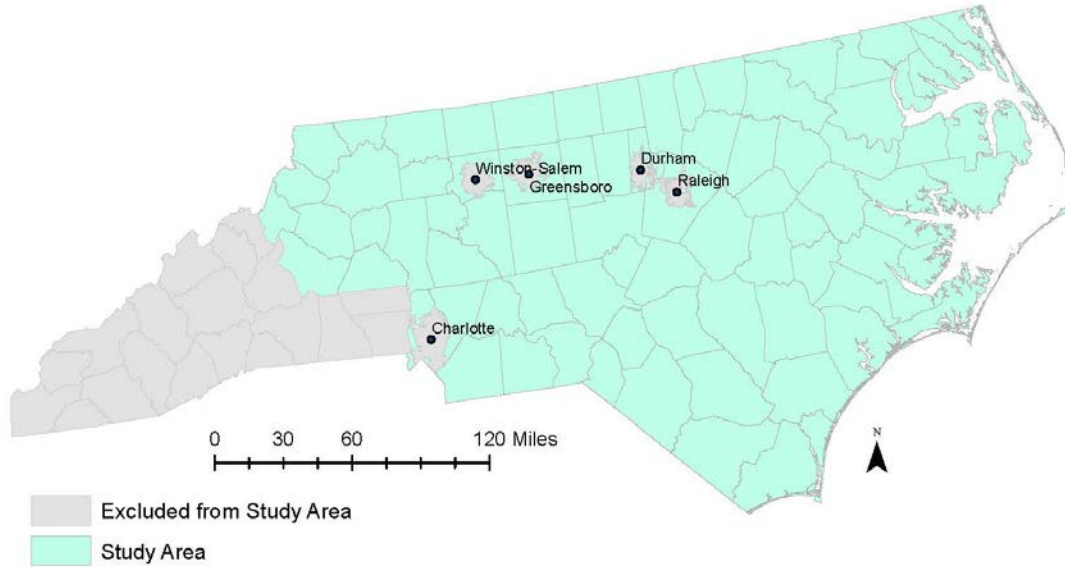 Winston-Salem
Greensboro
Durham
Raleigh
Charlotte
0 30 60 120 Miles
N
Excluded from Study Area
Study Area